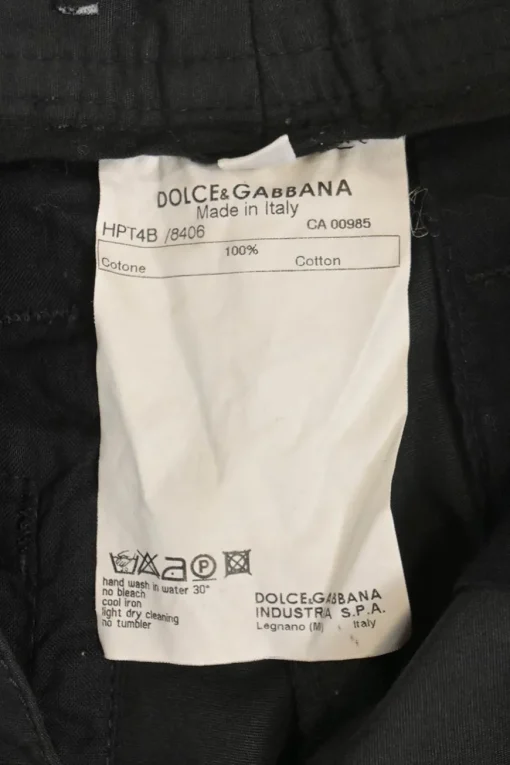 DOLCE&GABBANA
Made in Italy
HPT4B /8406 CA 00985
100%
Cotone Cotton
P
hand wash in water 30°
no bleach
cool iron
light dry cleaning
no tumbler
DOLCE&GABBANA
INDUSTRIA S.P.A.
Legnano (M) Italy